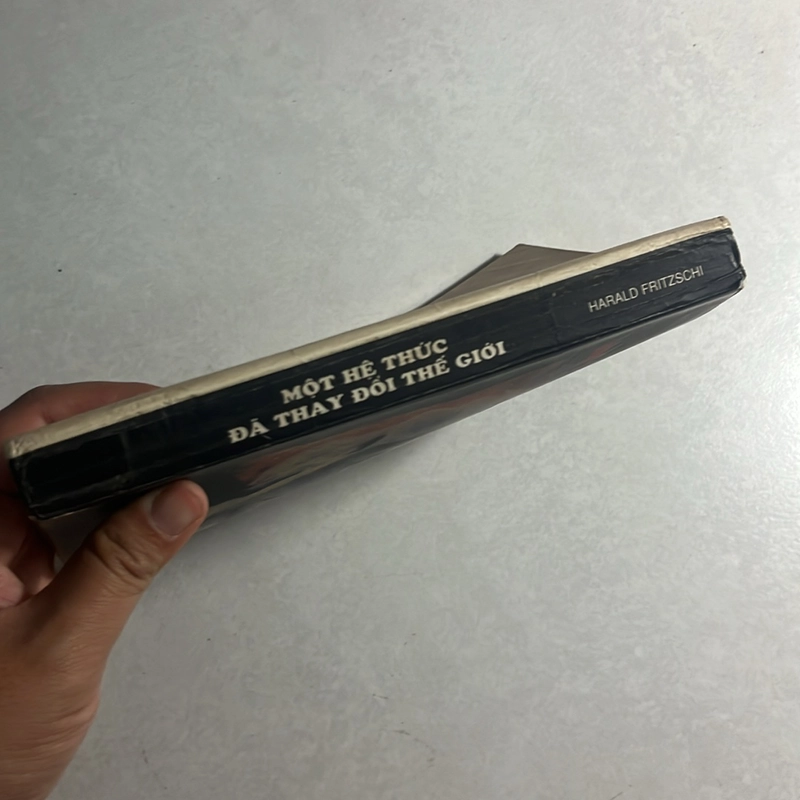 MỘT HỆ THỨC
ĐÃ THAY ĐỔI THẾ GIỚI
HARALD FRITZSCHI